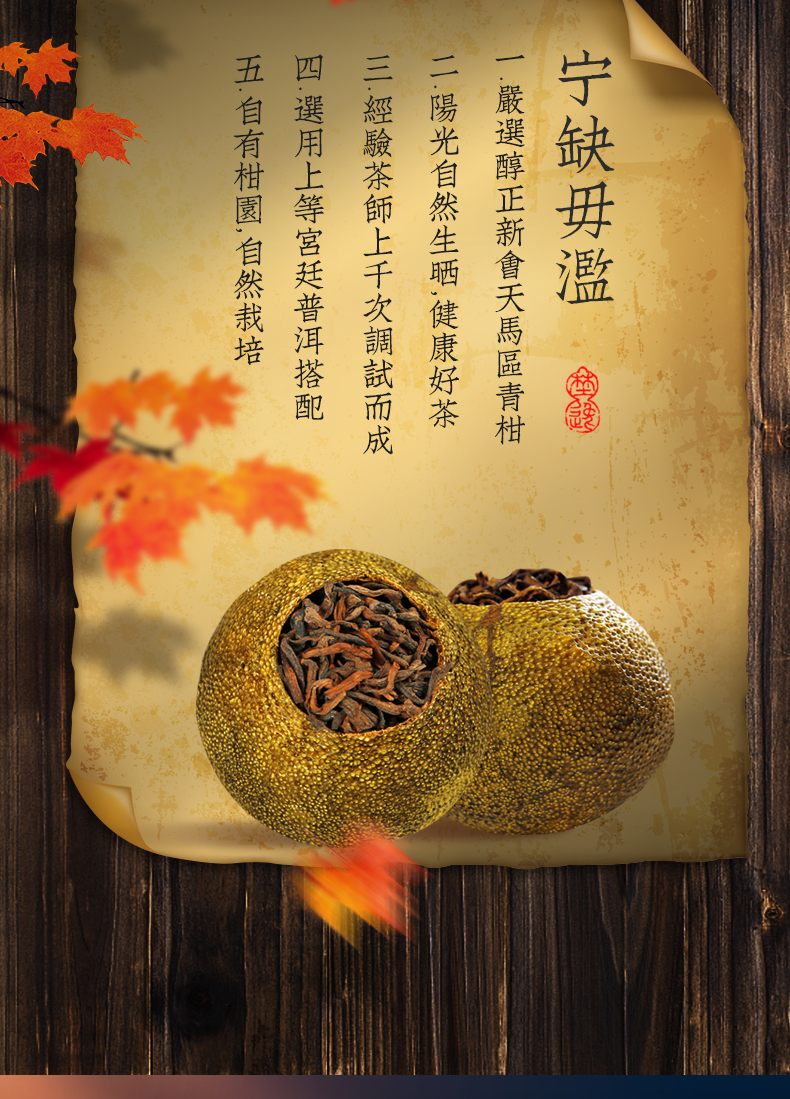 宁缺毋濫
一.嚴選醇正新會天馬區青柑
二.陽光自然生晒,健康好茶
三.經驗茶師上千次調試而成
四.選用上等宮廷普洱搭配
五.自有柑園,自然栽培